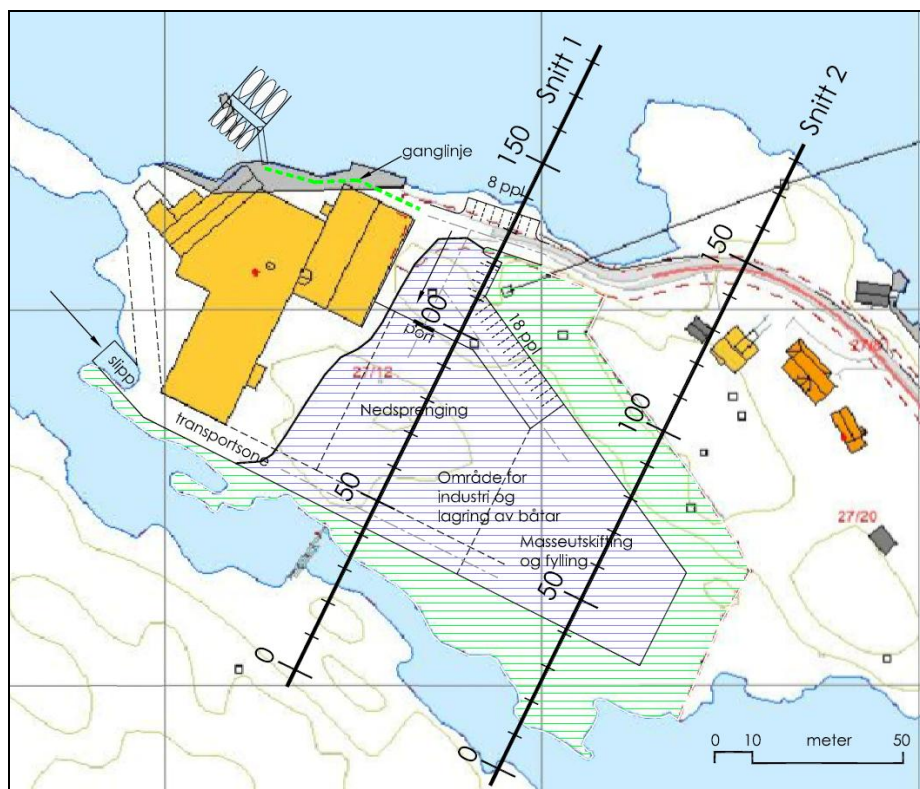 Snitt 1
150
Snitt 2
ganglinje
8 ppl
150
100
port
18 ppl
27/12
slipp
Nedsprenging
transportsone
100
50
Område for
industri og
lagring av båtar
27/20
Masseutskifting
og fylling
50
0
0
0 10 meter 50